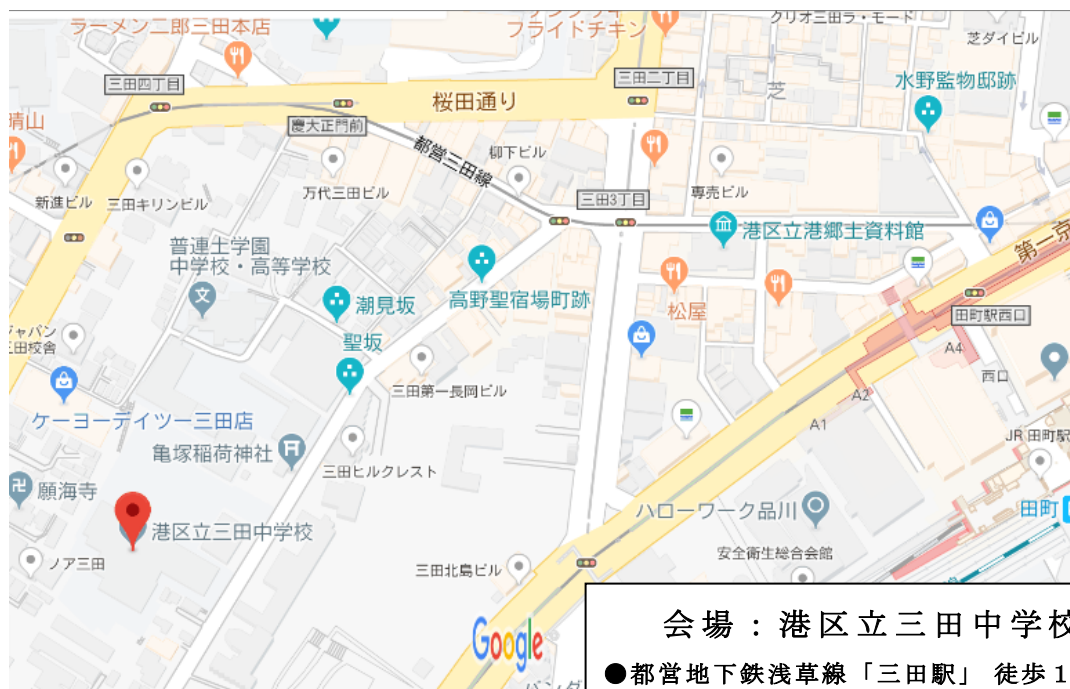 ラーメン二郎三田本店
フライドチキン
クリオ三田ラ・モード
芝ダイビル
三田四丁目
三田二丁目
水野監物邸跡
芝
桜田通り
晴山
慶大正門前
都営三田線
柳下ビル
万代三田ビル
専売ビル
新進ビル
三田キリンビル
三田3丁目
港区立港郷土資料館
第一京
普連土学園
中学校・高等学校
高野聖宿場町跡
潮見坂
松屋
田町駅西口
ジャパン
三田校舎
聖坂
A4
西口
三田第一長岡ビル
A2
ケーヨーデイツー三田店
A1
JR 田町駅
亀塚稲荷神社
三田ヒルクレスト
願海寺
港区立三田中学校
ハローワーク品川
田町
安全衛生総合会館
ノア三田
三田北島ビル
Google
会場：港区立三田中学校
●都営地下鉄浅草線「三田駅」 徒歩1